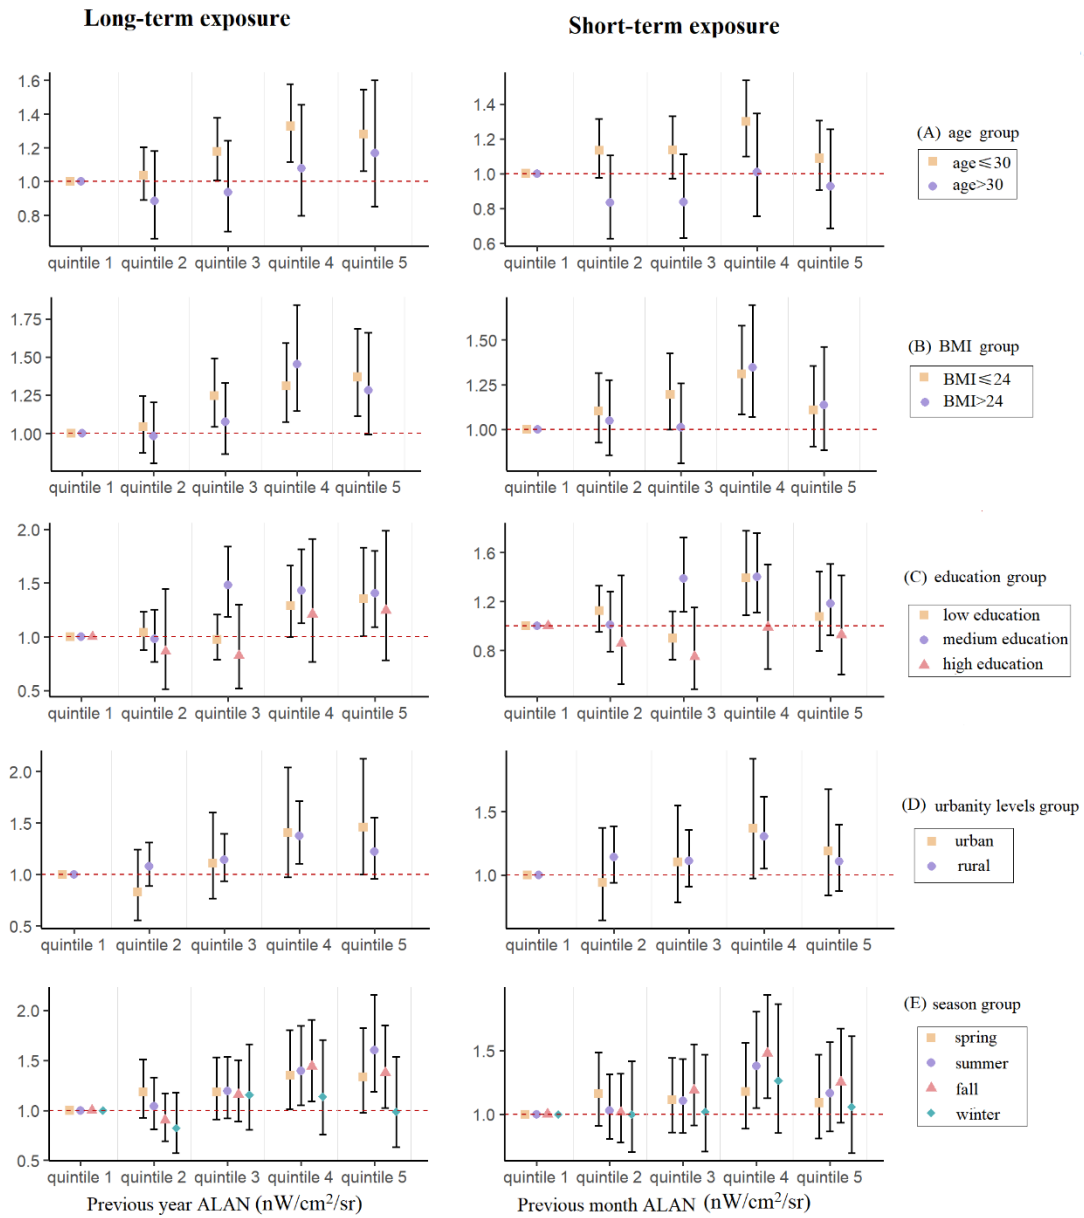 Long-term exposure
Short-term exposure
1.6
1.4
1.2
1.0
0.8
quintile 1 quintile 2 quintile 3 quintile 4 quintile 5
1.4
1.2
1.0
0.8
0.6
quintile 1 quintile 2 quintile 3 quintile 4 quintile 5
(A) age group
age≤30
age>30
1.75
1.50
1.25
1.00
quintile 1 quintile 2 quintile 3 quintile 4 quintile 5
1.50
1.25
1.00
quintile 1 quintile 2 quintile 3 quintile 4 quintile 5
(B) BMI group
BMI≤24
BMI>24
2.0
1.5
1.0
0.5
quintile 1 quintile 2 quintile 3 quintile 4 quintile 5
1.6
1.2
0.8
quintile 1 quintile 2 quintile 3 quintile 4 quintile 5
(C) education group
low education
medium education
high education
2.0
1.5
1.0
0.5
quintile 1 quintile 2 quintile 3 quintile 4 quintile 5
1.5
1.0
quintile 1 quintile 2 quintile 3 quintile 4 quintile 5
(D) urbanity levels group
urban
rural
2.0
1.5
1.0
0.5
quintile 1 quintile 2 quintile 3 quintile 4 quintile 5
Previous year ALAN (nW/cm²/sr)
1.5
1.0
quintile 1 quintile 2 quintile 3 quintile 4 quintile 5
Previous month ALAN (nW/cm²/sr)
(E) season group
spring
summer
fall
winter